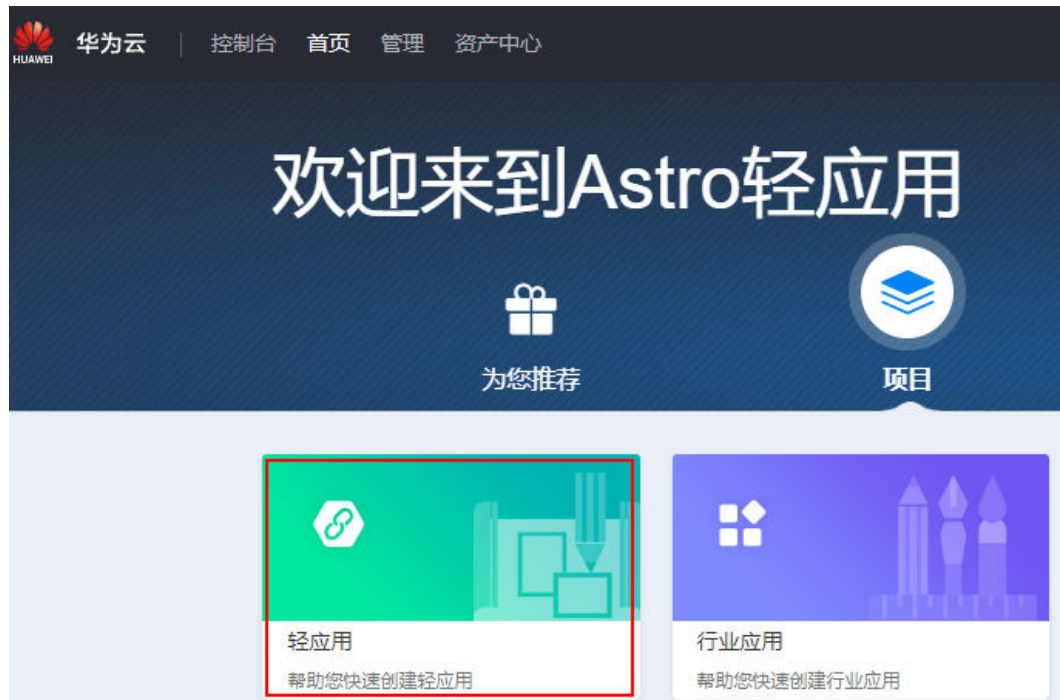 HUAWEI 华为云 | 控制台 首页 管理 资产中心
欢迎来到Astro轻应用
为您推荐 项目
轻应用 行业应用
帮助您快速创建轻应用 帮助您快速创建行业应用